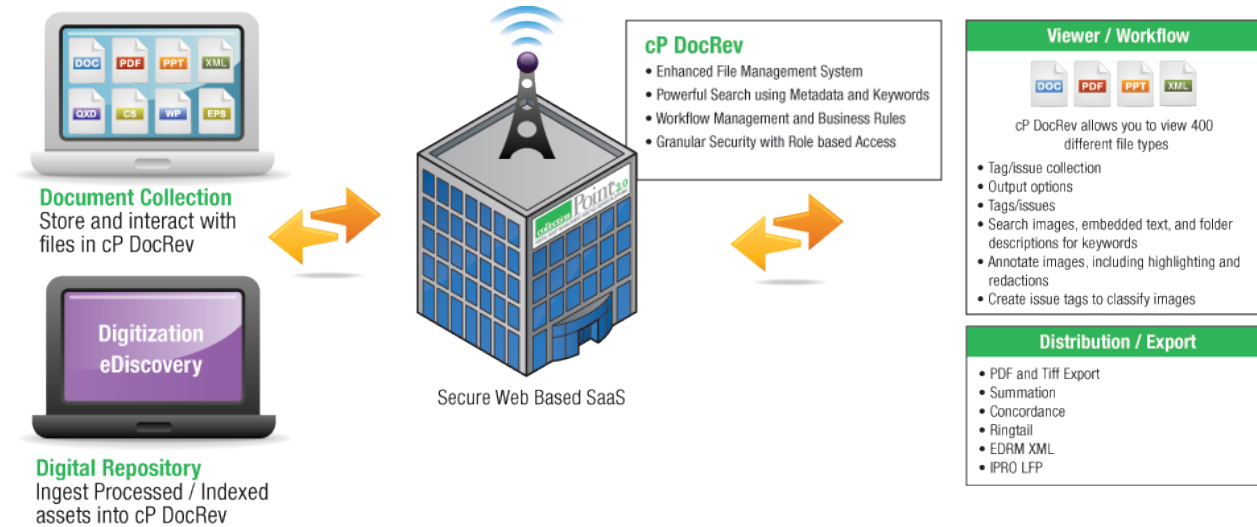 DOC PDF PPT XML
QXD CS WP EPS
Document Collection
Store and interact with
files in cP DocRev
Digitization
eDiscovery
Digital Repository
Ingest Processed / Indexed
assets into cP DocRev
collection Point 2.0
Secure Web Based SaaS
cP DocRev
• Enhanced File Management System
• Powerful Search using Metadata and Keywords
• Workflow Management and Business Rules
• Granular Security with Role based Access
Viewer / Workflow
DOC PDF PPT XML
cP DocRev allows you to view 400
different file types
• Tag/issue collection
• Output options
• Tags/issues
• Search images, embedded text, and folder
descriptions for keywords
• Annotate images, including highlighting and
redactions
• Create issue tags to classify images
Distribution / Export
• PDF and Tiff Export
• Summation
• Concordance
• Ringtail
• EDRM XML
• IPRO LFP